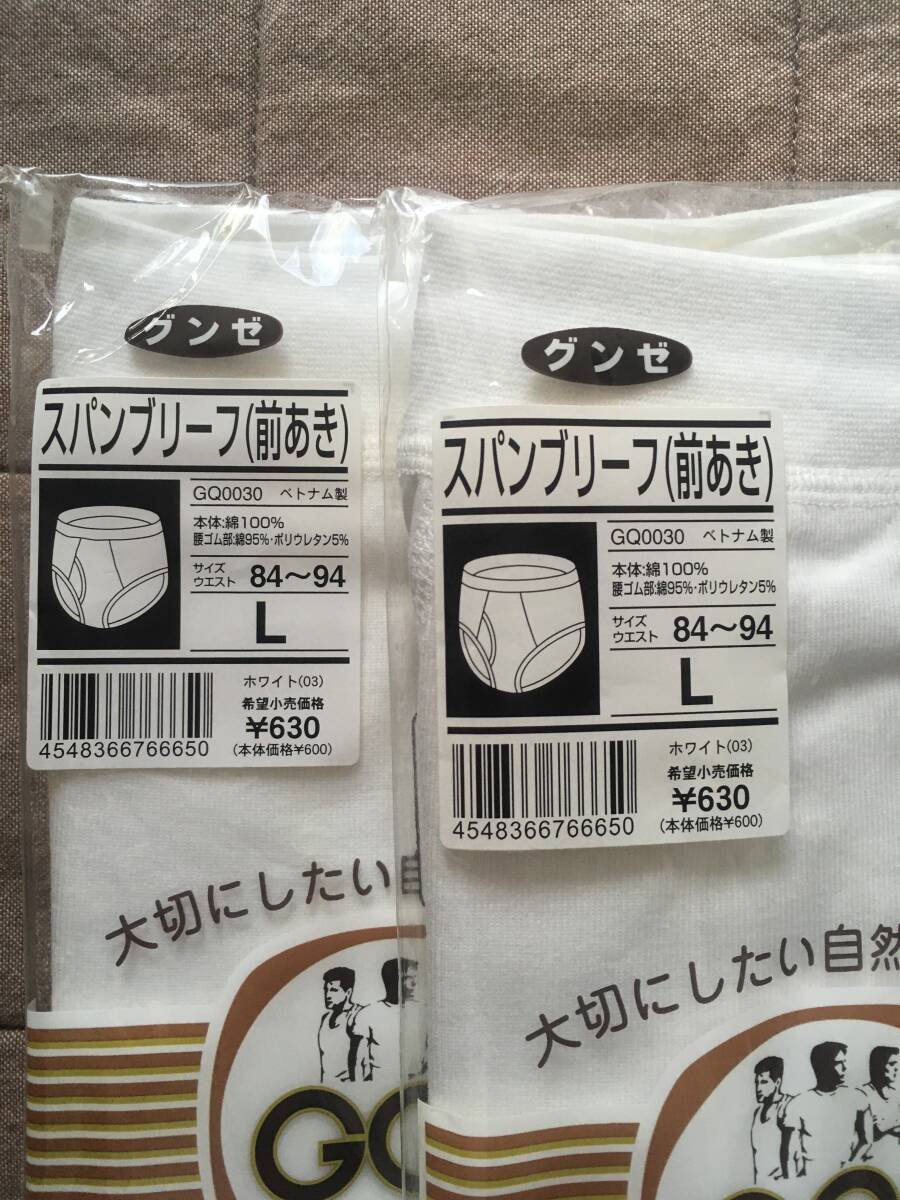 グンゼ
スパンブリーフ(前あき)
GQ0030 ベトナム製
本体:綿100%
腰ゴム部:綿95%・ポリウレタン5%
サイズ
ウエスト 84～94
L
ホワイト(03)
希望小売価格
¥630
(本体価格¥600)
4548366766650
大切にしたい自
グンゼ
スパンブリーフ(前あき)
GQ0030 ベトナム製
本体:綿100%
腰ゴム部:綿95%・ポリウレタン5%
サイズ
ウエスト 84～94
L
ホワイト(03)
希望小売価格
¥630
(本体価格¥600)
4548366766650
大切にしたい自然